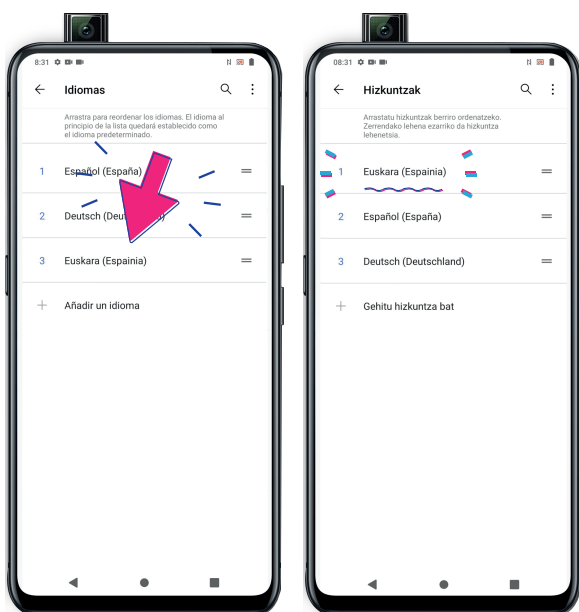 8:31
Idiomas
Arrastra para reordenar los idiomas. El idioma al
principio de la lista quedará establecido como
el idioma predeterminado.
1 Español (España)
2 Deutsch (Deu
3 Euskara (Espainia)
Añadir un idioma
08:31
Hizkuntzak
Arrastatu hizkuntzak berriro ordenatzeko.
Zerrendako lehena ezarriko da hizkuntza
lehenetsia.
1 Euskara (Espainia)
2 Español (España)
3 Deutsch (Deutschland)
Gehitu hizkuntza bat